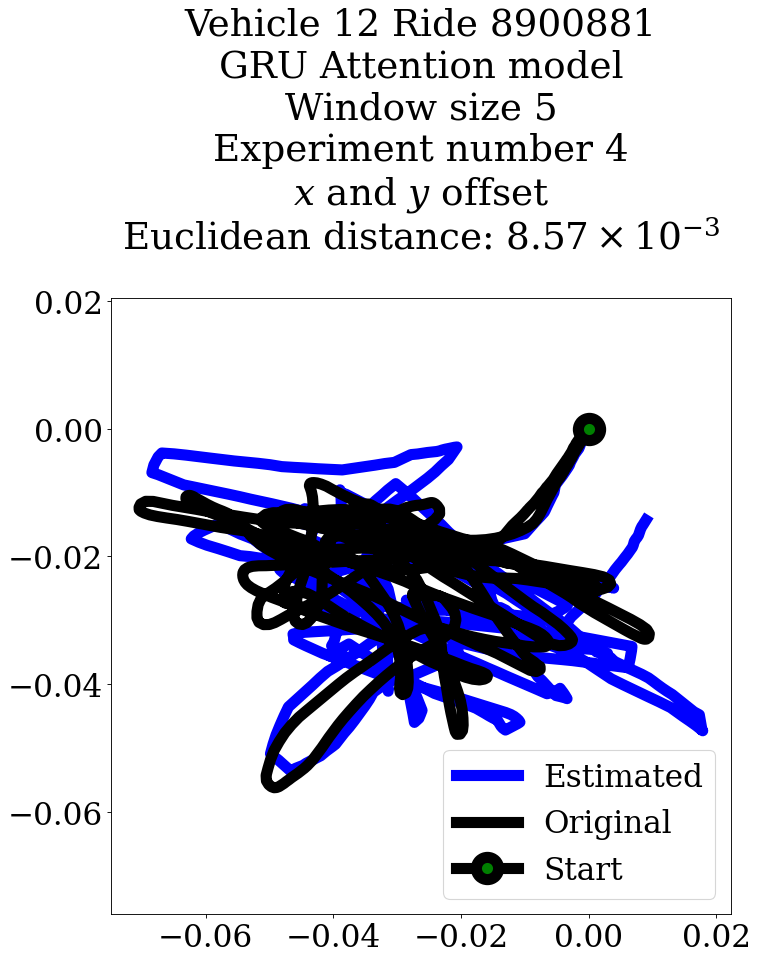 Vehicle 12 Ride 8900881
GRU Attention model
Window size 5
Experiment number 4
x and y offset
Euclidean distance: 8.57 × 10⁻³
0.02
0.00
−0.02
−0.04
−0.06
Estimated
Original
Start
−0.06 −0.04 −0.02 0.00 0.02